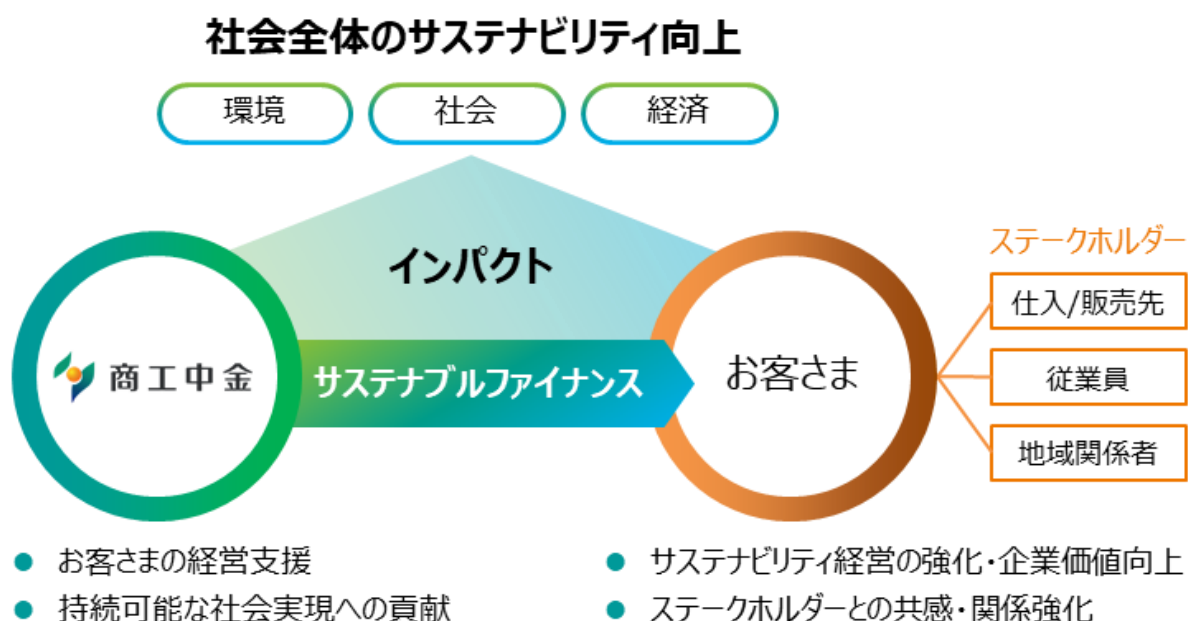 社会全体のサステナビリティ向上
環境
社会
経済
インパクト
商工中金
サステナブルファイナンス
お客さま
ステークホルダー
仕入/販売先
従業員
地域関係者
● お客さまの経営支援
● 持続可能な社会実現への貢献
● サステナビリティ経営の強化・企業価値向上
● ステークホルダーとの共感・関係強化